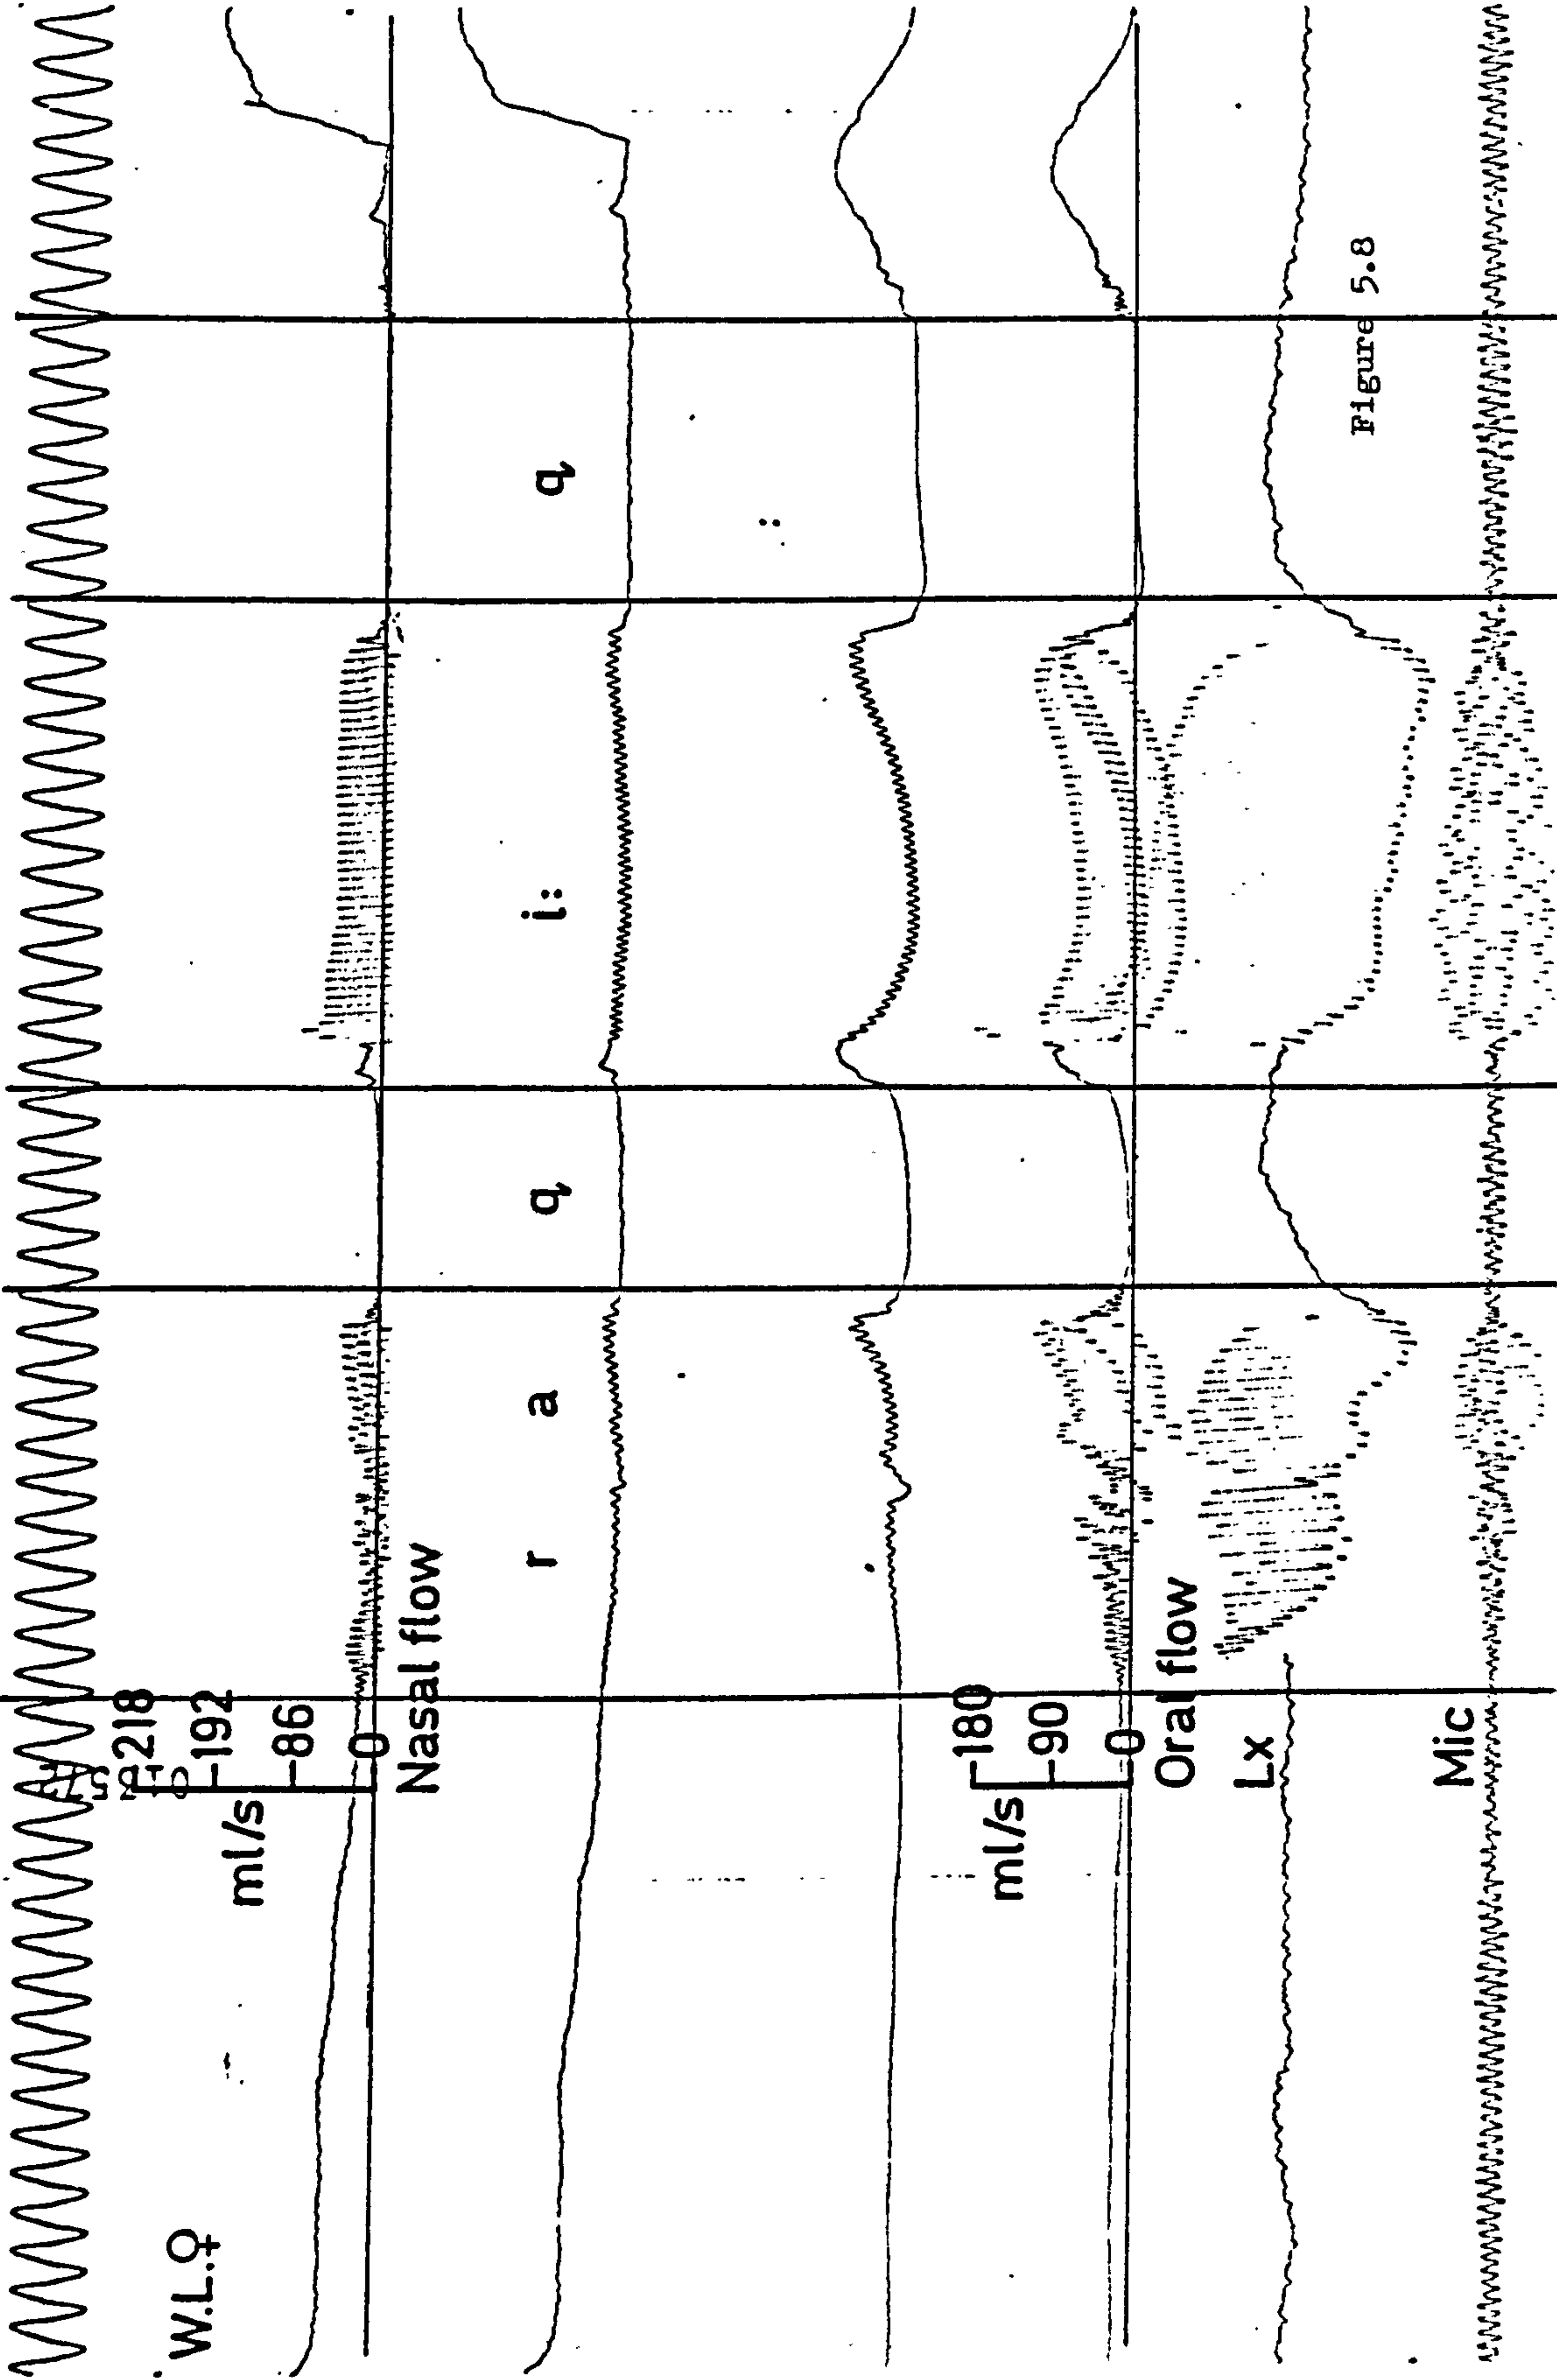 W.L.♀
218
192
86
0
ml/s
Nasal flow
r a q i: q
180
90
0
ml/s
Oral flow
Lx
Mic
Figure 5.8